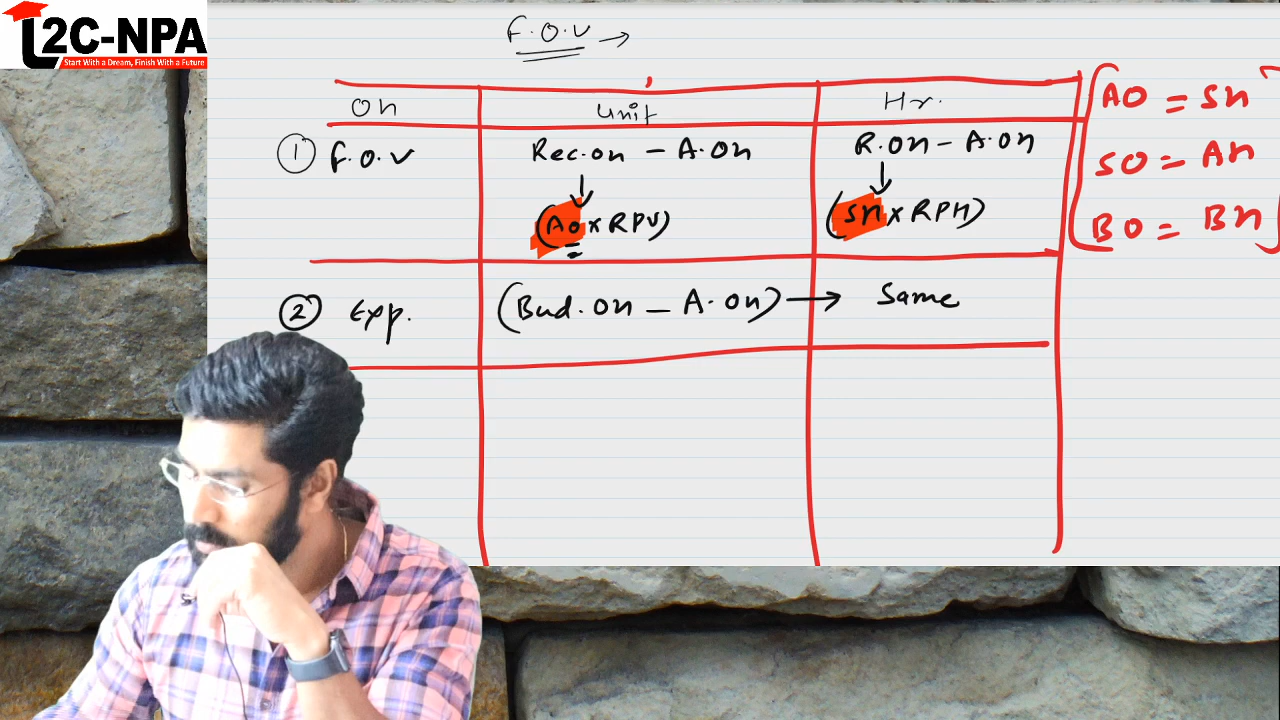 L2C-NPA
Start With a Dream, Finish With a Future
F.O.V →
OH Unit Hr.
① F.O.V Rec.OH - A.OH R.OH - A.OH
↓ ↓
(AO x RPU) (SH x RPH)
② Exp. (Bud.OH - A.OH) → Same
AO = SH
SO = AH
BO = BH